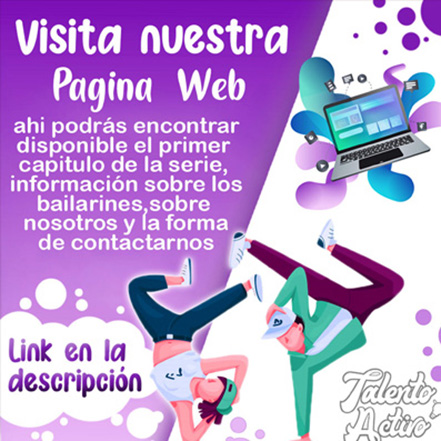 Visita nuestra
Pagina Web
ahi podrás encontrar
disponible el primer
capitulo de la serie,
información sobre los
bailarines,sobre
nosotros y la forma
de contactarnos
Link en la
descripción
Talento
Activo